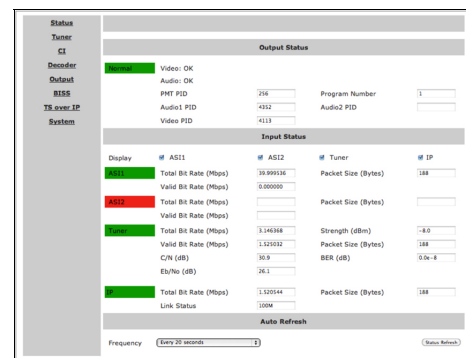 Status
Tuner
CI
Decoder
Output
BISS
TS over IP
System
Output Status
Normal Video: OK
Audio: OK
PMT PID 256 Program Number 1
Audio1 PID 4352 Audio2 PID
Video PID 4113
Input Status
Display ASI1 ASI2 Tuner IP
ASI1 Total Bit Rate (Mbps) 39.999536 Packet Size (Bytes) 188
Valid Bit Rate (Mbps) 0.000000
ASI2 Total Bit Rate (Mbps) Packet Size (Bytes)
Valid Bit Rate (Mbps)
Tuner Total Bit Rate (Mbps) 3.146368 Strength (dBm) -8.0
Valid Bit Rate (Mbps) 1.525032 Packet Size (Bytes) 188
C/N (dB) 30.9 BER (dB) 0.0e-8
Eb/No (dB) 26.1
IP Total Bit Rate (Mbps) 1.520544 Packet Size (Bytes) 188
Link Status 100M
Auto Refresh
Frequency Every 20 seconds Status Refresh